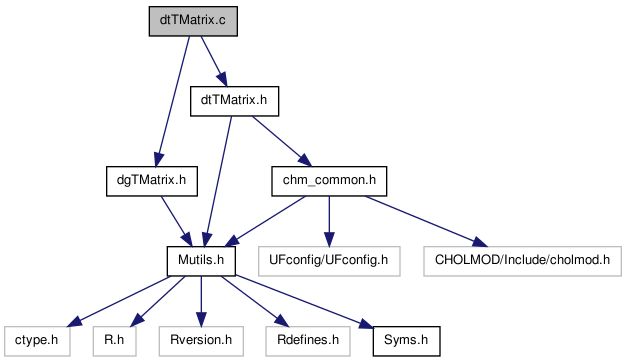 dtTMatrix.c
dtTMatrix.h
dgTMatrix.h
chm_common.h
Mutils.h
UFconfig/UFconfig.h
CHOLMOD/Include/cholmod.h
ctype.h
R.h
Rversion.h
Rdefines.h
Syms.h